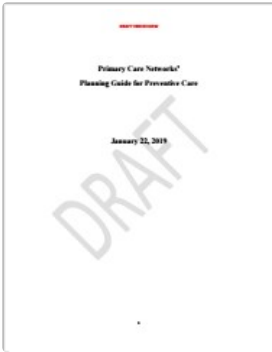 Primary Care Networks'
Planning Guide for Preventive Care
January 22, 2019
DRAFT